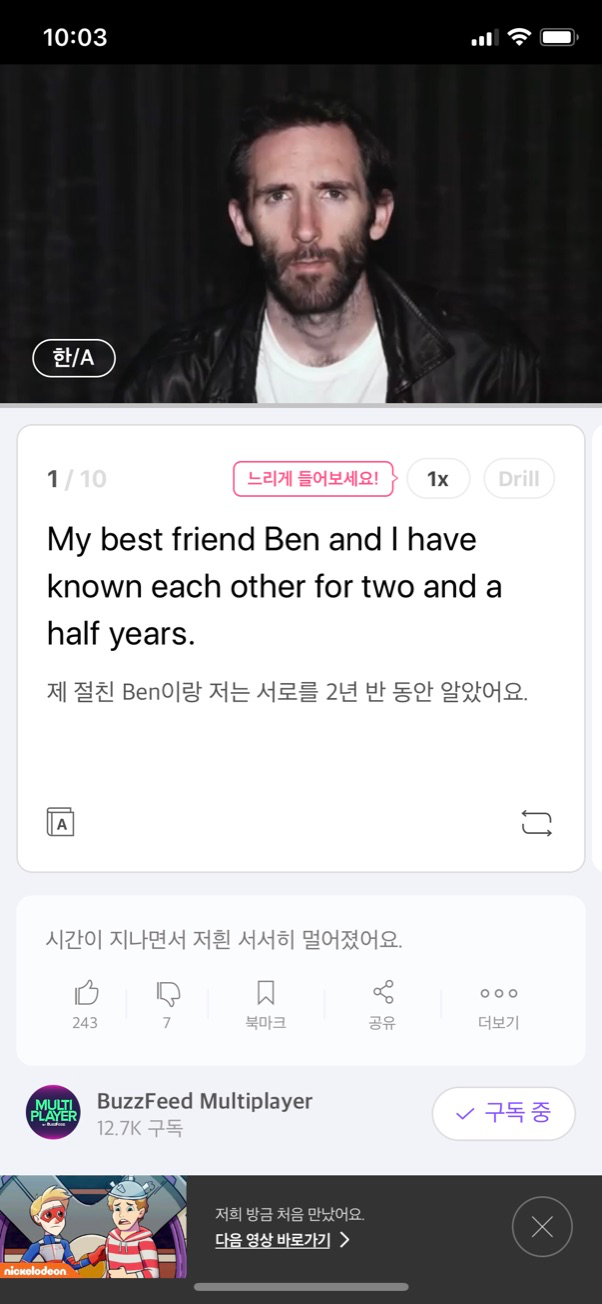 10:03
한/A
1 / 10
느리게 들어보세요!
1x
Drill
My best friend Ben and I have
known each other for two and a
half years.
제 절친 Ben이랑 저는 서로를 2년 반 동안 알았어요.
A
시간이 지나면서 저흰 서서히 멀어졌어요.
243
7
북마크
공유
더보기
MULTI
PLAYER
BuzzFeed Multiplayer
12.7K 구독
구독 중
저희 방금 처음 만났어요.
다음 영상 바로가기
nickelodeon